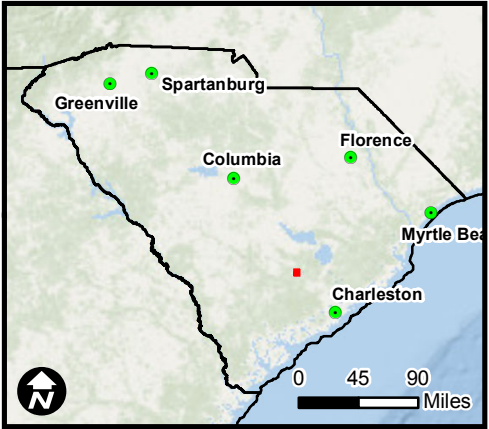 Spartanburg
Greenville
Florence
Columbia
Myrtle Bea
Charleston
0 45 90
Miles
N